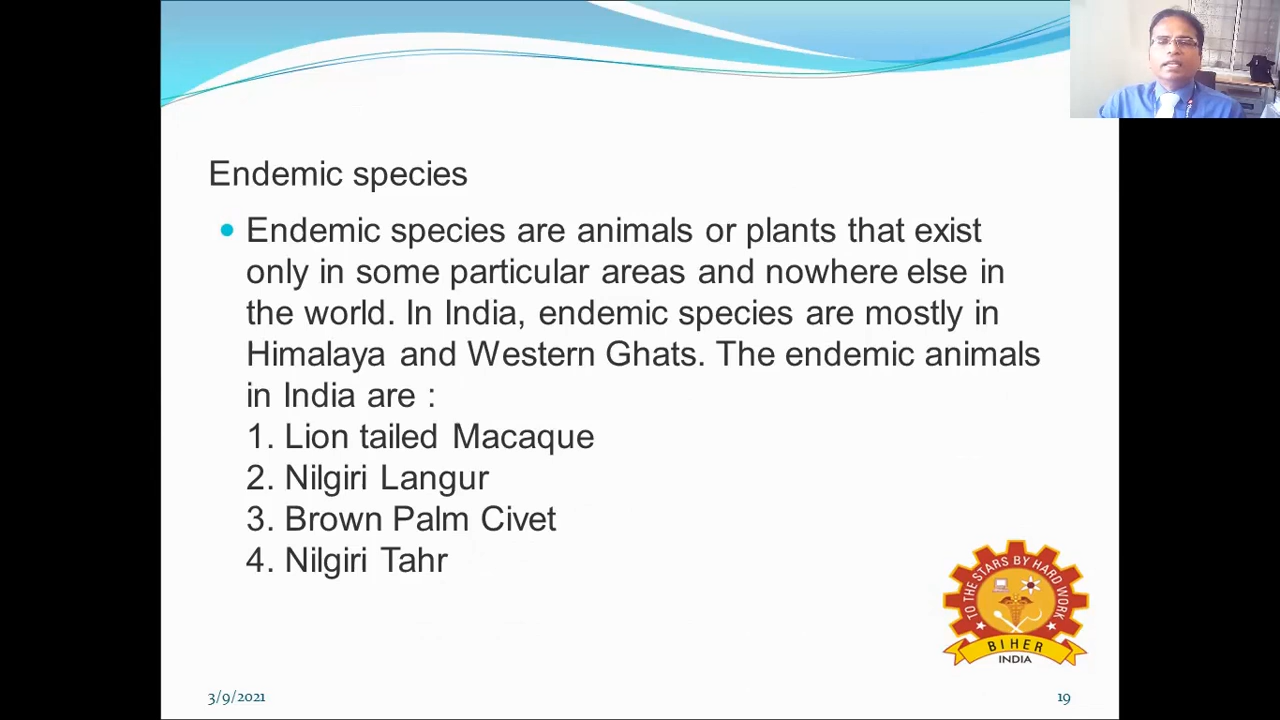 Endemic species
Endemic species are animals or plants that exist
only in some particular areas and nowhere else in
the world. In India, endemic species are mostly in
Himalaya and Western Ghats. The endemic animals
in India are :
1. Lion tailed Macaque
2. Nilgiri Langur
3. Brown Palm Civet
4. Nilgiri Tahr
TO THE STARS BY HARD WORK
BIHER
INDIA
3/9/2021
19